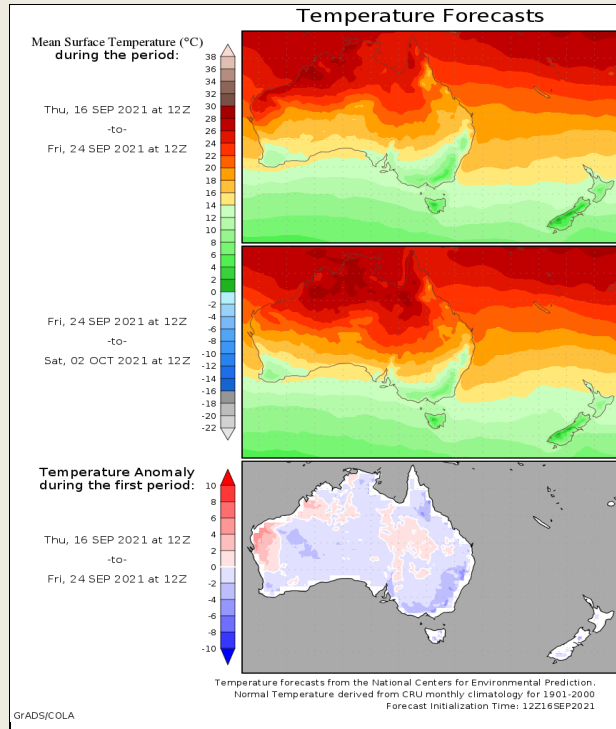 Temperature Forecasts
Mean Surface Temperature (°C)
during the period:
Thu, 16 SEP 2021 at 12Z
-to-
Fri, 24 SEP 2021 at 12Z
38
36
34
32
30
28
26
24
22
20
18
16
14
12
10
8
6
4
2
0
-2
-4
-6
-8
-10
-12
-14
-16
-18
-20
-22
Fri, 24 SEP 2021 at 12Z
-to-
Sat, 02 OCT 2021 at 12Z
Temperature Anomaly
during the first period:
Thu, 16 SEP 2021 at 12Z
-to-
Fri, 24 SEP 2021 at 12Z
10
8
6
4
2
0
-2
-4
-6
-8
-10
Temperature forecasts from the National Centers for Environmental Prediction.
Normal Temperature derived from CRU monthly climatology for 1901-2000
Forecast Initialization Time: 12Z16SEP2021
GrADS/COLA